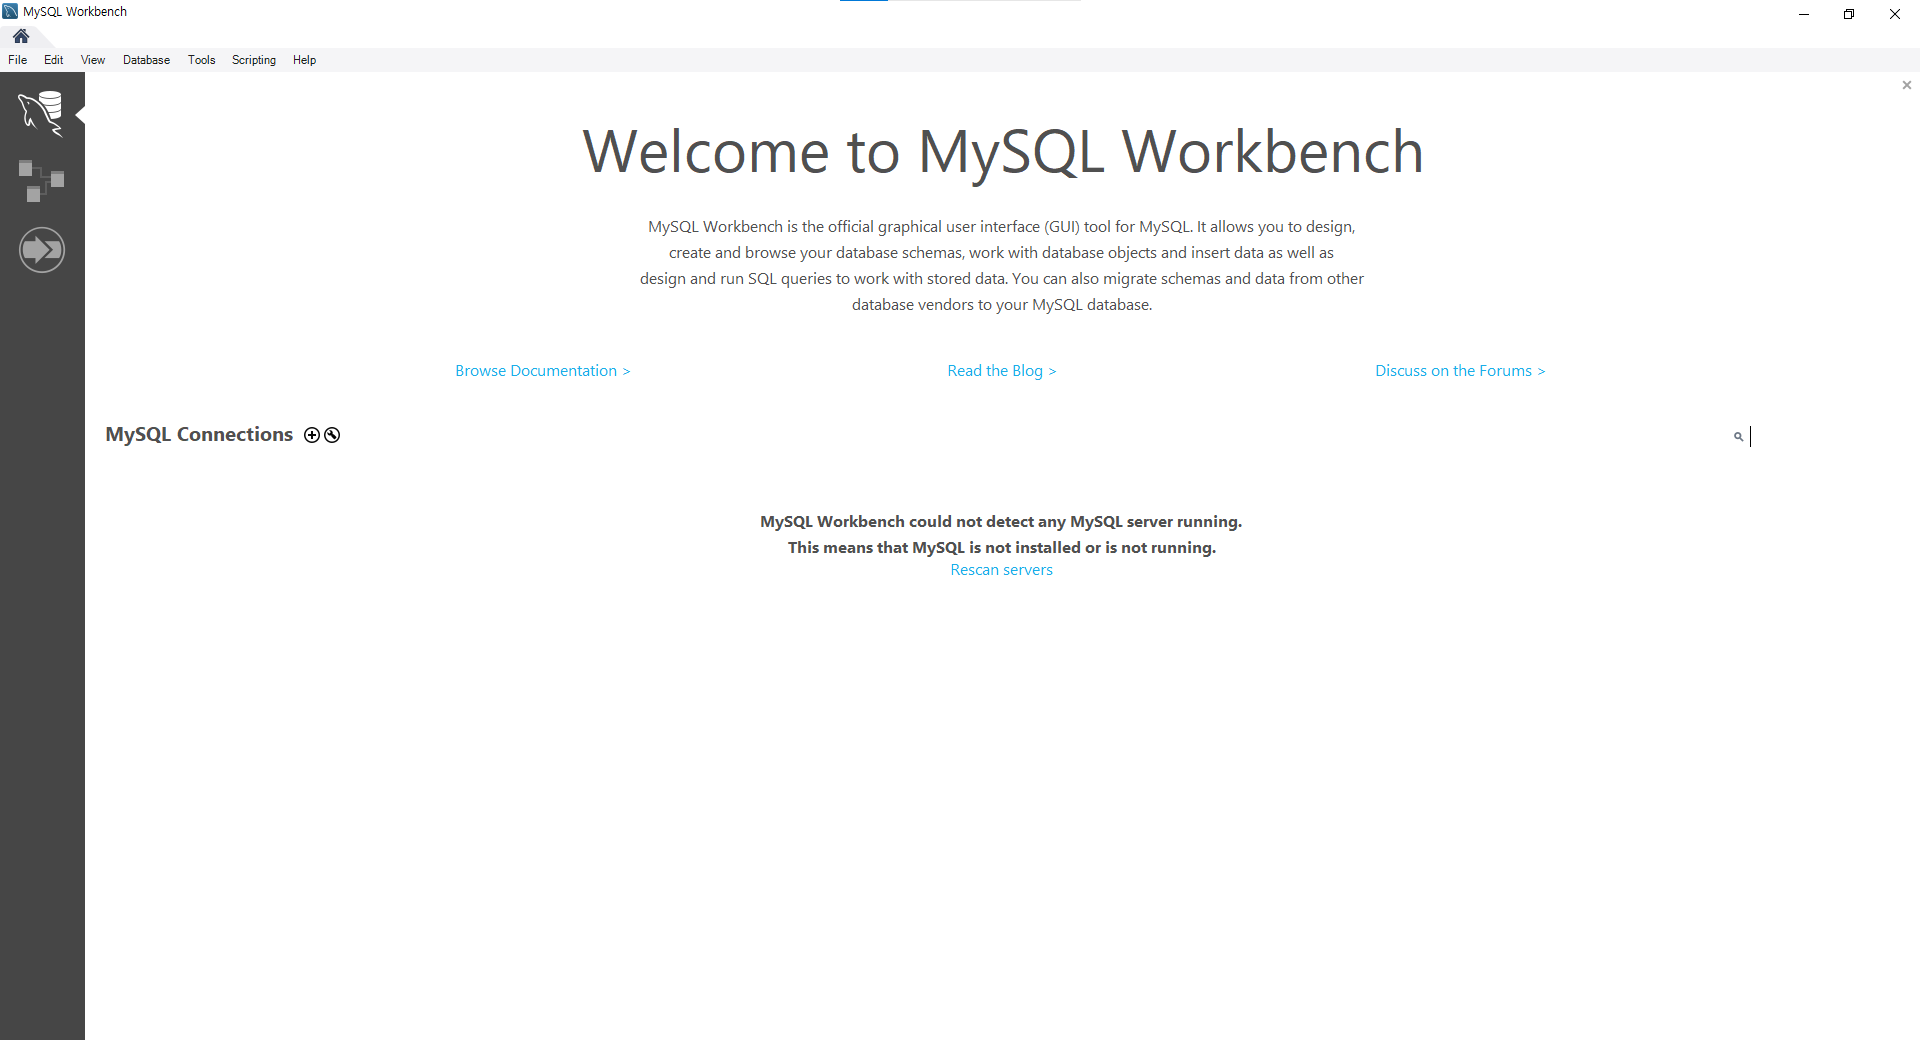 MySQL Workbench
File Edit View Database Tools Scripting Help
Welcome to MySQL Workbench
MySQL Workbench is the official graphical user interface (GUI) tool for MySQL. It allows you to design,
create and browse your database schemas, work with database objects and insert data as well as
design and run SQL queries to work with stored data. You can also migrate schemas and data from other
database vendors to your MySQL database.
Browse Documentation > Read the Blog > Discuss on the Forums >
MySQL Connections
MySQL Workbench could not detect any MySQL server running.
This means that MySQL is not installed or is not running.
Rescan servers